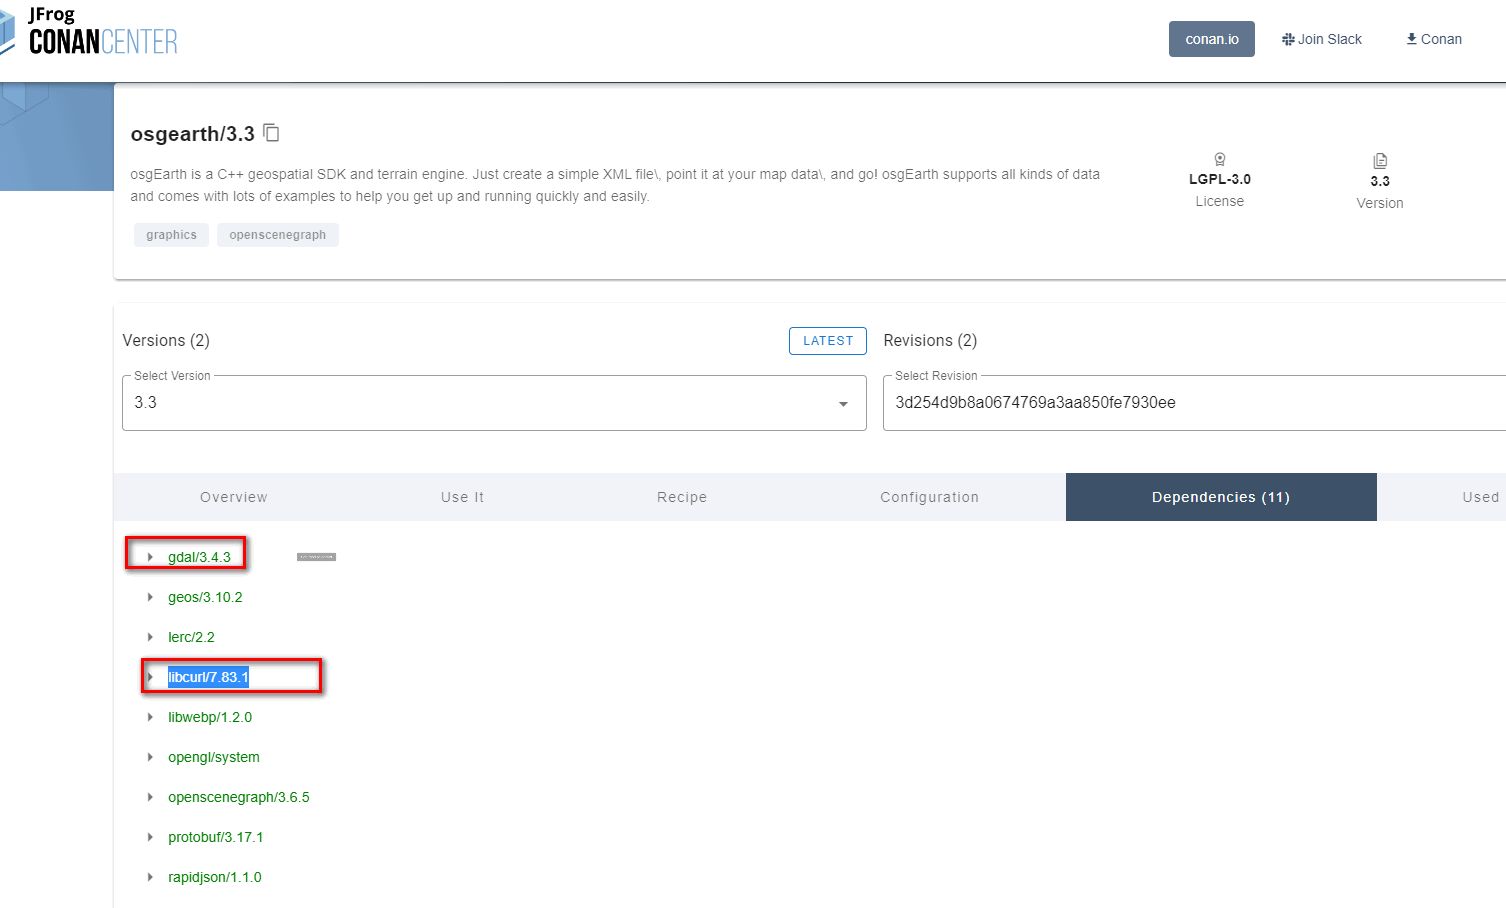 JFrog
CONANCENTER
conan.io
Join Slack
Conan
osgearth/3.3
osgEarth is a C++ geospatial SDK and terrain engine. Just create a simple XML file\, point it at your map data\, and go! osgEarth supports all kinds of data
and comes with lots of examples to help you get up and running quickly and easily.
LGPL-3.0
License
3.3
Version
graphics
openscenegraph
Versions (2)
LATEST
Revisions (2)
Select Version
3.3
Select Revision
3d254d9b8a0674769a3aa850fe7930ee
Overview
Use It
Recipe
Configuration
Dependencies (11)
Used
gdal/3.4.3
geos/3.10.2
lerc/2.2
libcurl/7.83.1
libwebp/1.2.0
opengl/system
openscenegraph/3.6.5
protobuf/3.17.1
rapidjson/1.1.0